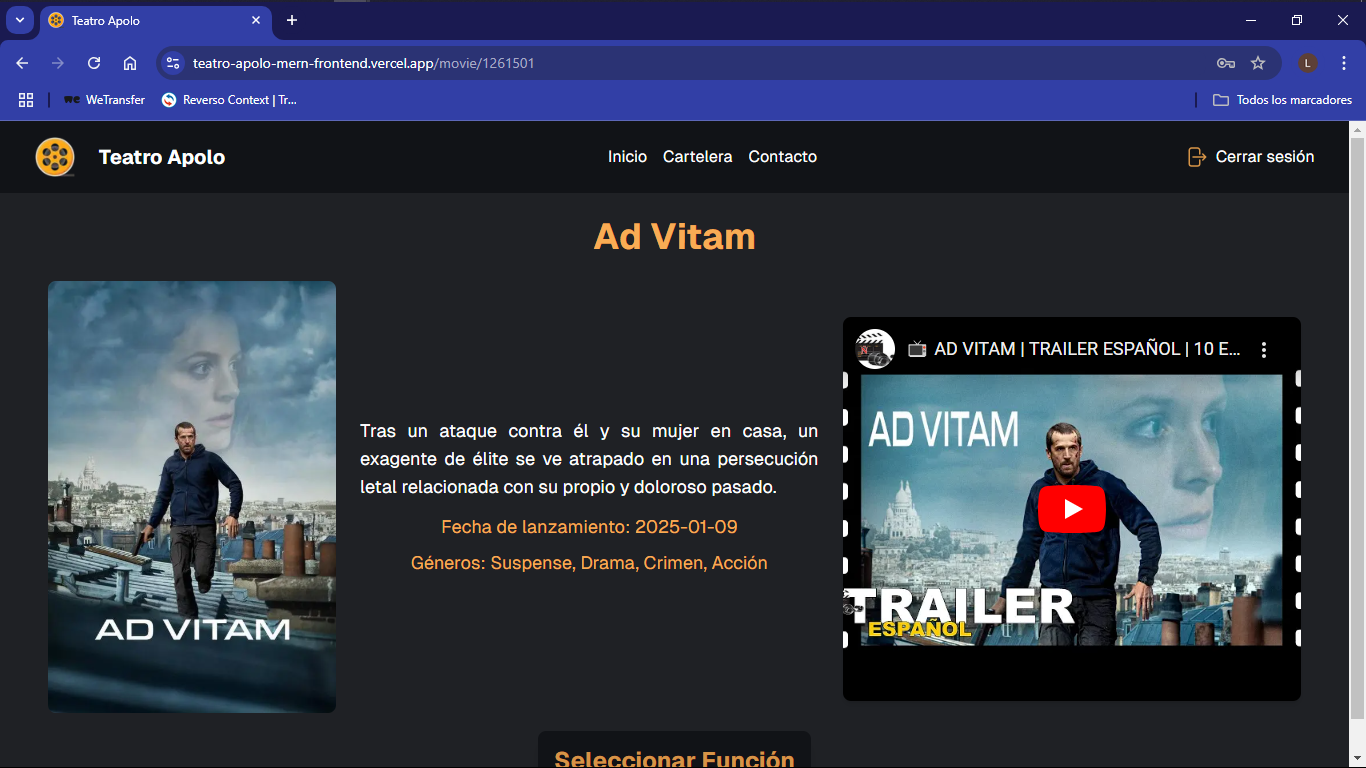 Teatro Apolo
teatro-apolo-mern-frontend.vercel.app/movie/1261501
L
we WeTransfer
Reverso Context | Tr...
Todos los marcadores
Teatro Apolo
Inicio Cartelera Contacto
Cerrar sesión
Ad Vitam
AD VITAM
Tras un ataque contra él y su mujer en casa, un
exagente de élite se ve atrapado en una persecución
letal relacionada con su propio y doloroso pasado.
Fecha de lanzamiento: 2025-01-09
Géneros: Suspense, Drama, Crimen, Acción
AD VITAM | TRAILER ESPAÑOL | 10 E...
AD VITAM
TRAILER
ESPAÑOL
Seleccionar Función